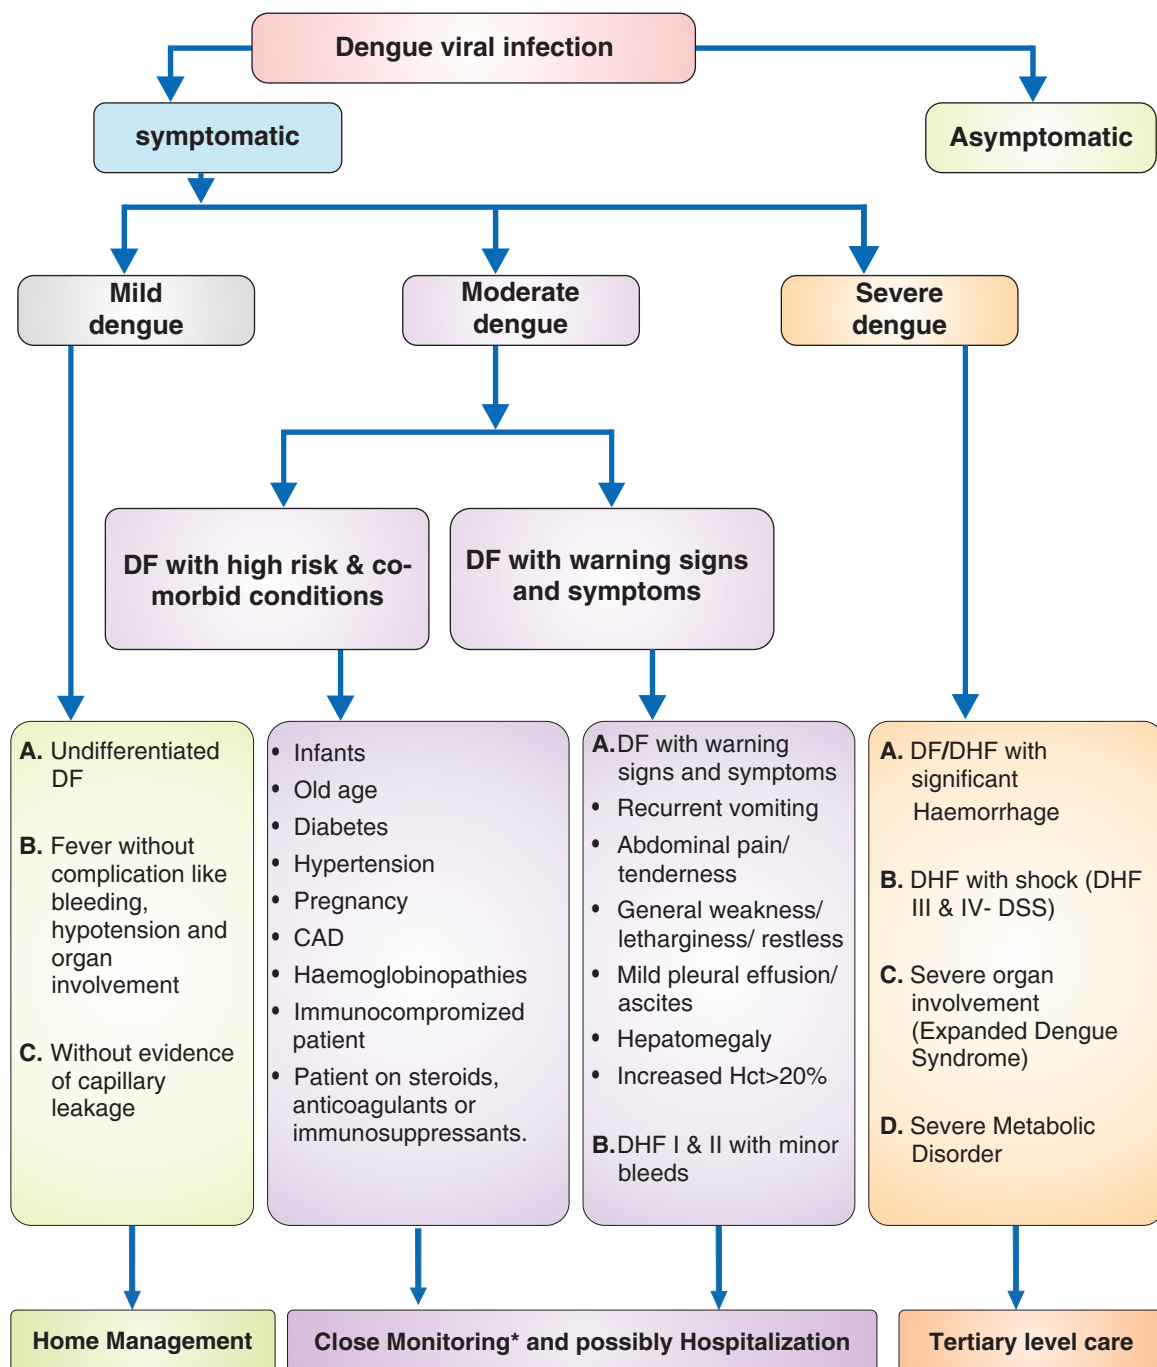 Dengue viral infection
symptomatic
Asymptomatic
Mild
dengue
Moderate
dengue
Severe
dengue
DF with high risk & co-
morbid conditions
DF with warning signs
and symptoms
A. Undifferentiated
DF
B. Fever without
complication like
bleeding,
hypotension and
organ
involvement
C. Without evidence
of capillary
leakage
• Infants
• Old age
• Diabetes
• Hypertension
• Pregnancy
• CAD
• Haemoglobinopathies
• Immunocompromized
patient
• Patient on steroids,
anticoagulants or
immunosuppressants.
A. DF with warning
signs and symptoms
• Recurrent vomiting
• Abdominal pain/
tenderness
• General weakness/
letharginess/ restless
• Mild pleural effusion/
ascites
• Hepatomegaly
• Increased Hct>20%
B. DHF I & II with minor
bleeds
A. DF/DHF with
significant
Haemorrhage
B. DHF with shock (DHF
III & IV- DSS)
C. Severe organ
involvement
(Expanded Dengue
Syndrome)
D. Severe Metabolic
Disorder
Home Management
Close Monitoring* and possibly Hospitalization
Tertiary level care